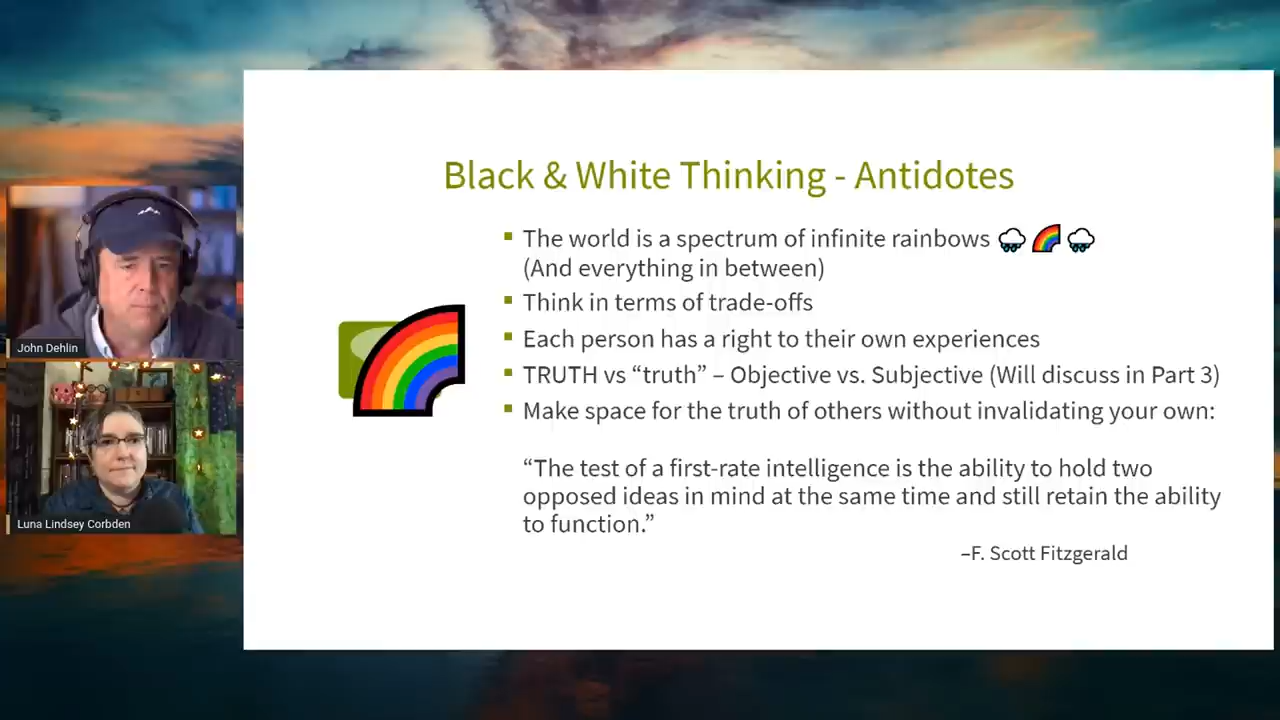 Black & White Thinking - Antidotes
▪ The world is a spectrum of infinite rainbows 🌧️ 🌈 🌧️
(And everything in between)
▪ Think in terms of trade-offs
▪ Each person has a right to their own experiences
▪ TRUTH vs “truth” – Objective vs. Subjective (Will discuss in Part 3)
▪ Make space for the truth of others without invalidating your own:
“The test of a first-rate intelligence is the ability to hold two
opposed ideas in mind at the same time and still retain the ability
to function.”
–F. Scott Fitzgerald
John Dehlin
Luna Lindsey Corbden